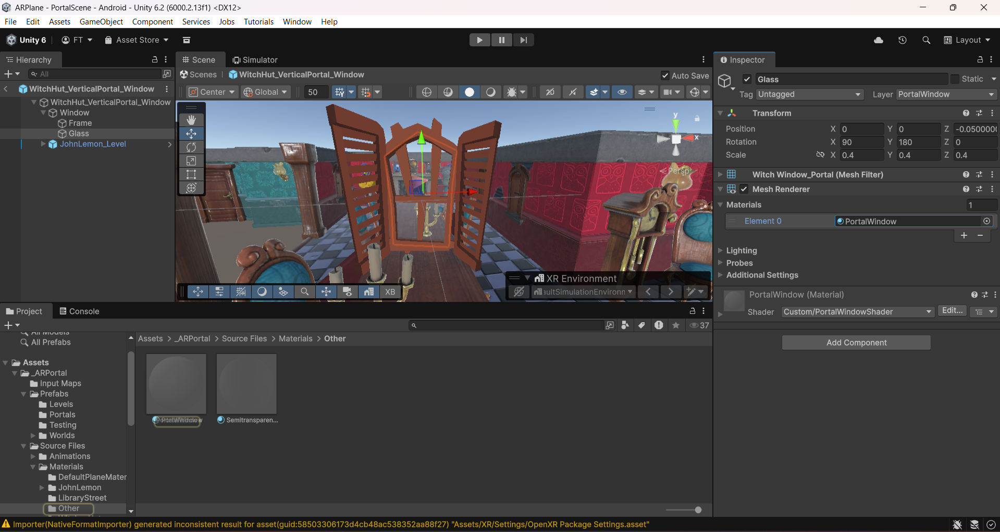 ARPlane - PortalScene - Android - Unity 6.2 (6000.2.13f1) <DX12>
File Edit Assets GameObject Component Services Jobs Tutorials Window Help
Unity 6 FT Asset Store Layout
Hierarchy
All
WitchHut_VerticalPortal_Window
WitchHut_VerticalPortal_Window
Window
Frame
Glass
JohnLemon_Level
Scene Simulator
Scenes WitchHut_VerticalPortal_Window Auto Save
Center Global 50 2D
y
x
Persp
XR Environment
XB aultSimulationEnvironn
Inspector
Glass Static
Tag Untagged Layer PortalWindow
Transform
Position X 0 Y 0 Z -0.0500000
Rotation X 90 Y 180 Z 0
Scale X 0.4 Y 0.4 Z 0.4
Witch Window_Portal (Mesh Filter)
Mesh Renderer
Materials 1
Element 0 PortalWindow
Lighting
Probes
Additional Settings
PortalWindow (Material)
Shader Custom/PortalWindowShader Edit...
Add Component
Project Console
37
All Models
All Prefabs
Assets
_ARPortal
Input Maps
Prefabs
Levels
Portals
Testing
Worlds
Source Files
Animations
Materials
DefaultPlaneMater
JohnLemon
LibraryStreet
Other
Assets > _ARPortal > Source Files > Materials > Other
PortalWindow Semitransparen...
Importer(NativeFormatImporter) generated inconsistent result for asset(guid:58503306173d4cb48ac538352aa88f27) "Assets/XR/Settings/OpenXR Package Settings.asset"